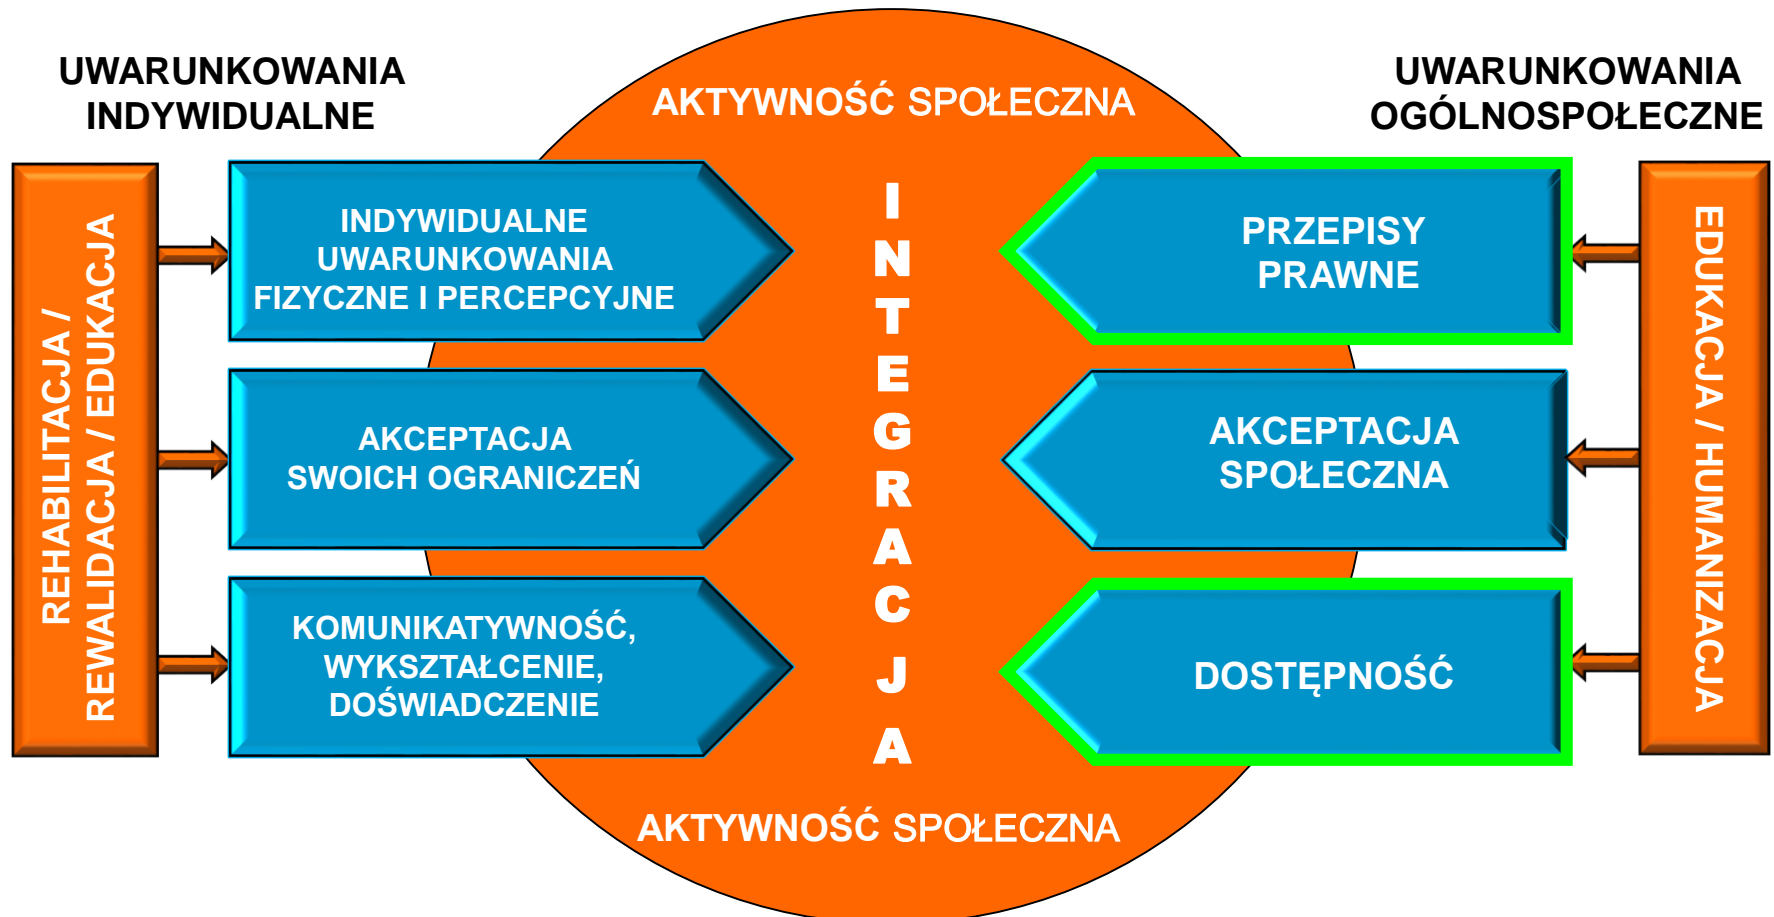 UWARUNKOWANIA
INDYWIDUALNE
REHABILITACJA /
REWALIDACJA / EDUKACJA
INDYWIDUALNE
UWARUNKOWANIA
FIZYCZNE I PERCEPCYJNE
AKCEPTACJA
SWOICH OGRANICZEŃ
KOMUNIKATYWNOŚĆ,
WYKSZTAŁCENIE,
DOŚWIADCZENIE
AKTYWNOŚĆ SPOŁECZNA
I
N
T
E
G
R
A
C
J
A
AKTYWNOŚĆ SPOŁECZNA
UWARUNKOWANIA
OGÓLNOSPOŁECZNE
PRZEPISY
PRAWNE
AKCEPTACJA
SPOŁECZNA
DOSTĘPNOŚĆ
EDUKACJA / HUMANIZACJA